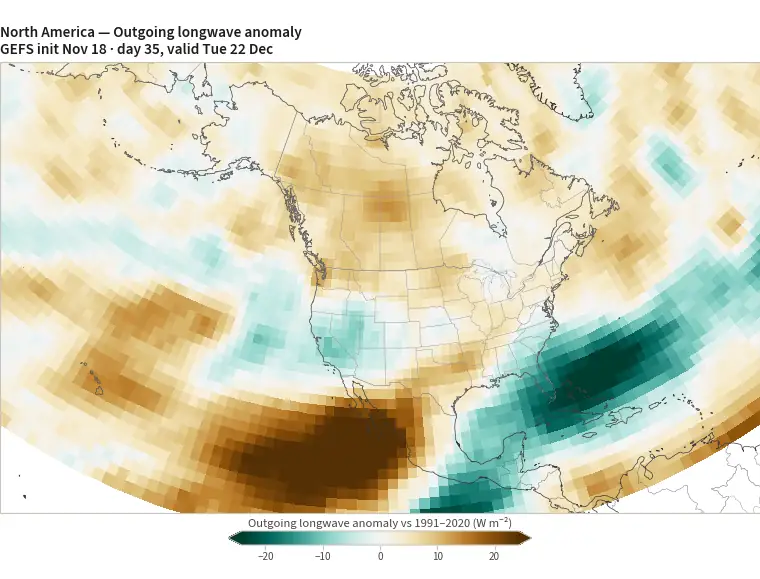 North America — Outgoing longwave anomaly
GEFS init Nov 18 · day 35, valid Tue 22 Dec
Outgoing longwave anomaly vs 1991–2020 (W m⁻²)
−20 −10 0 10 20